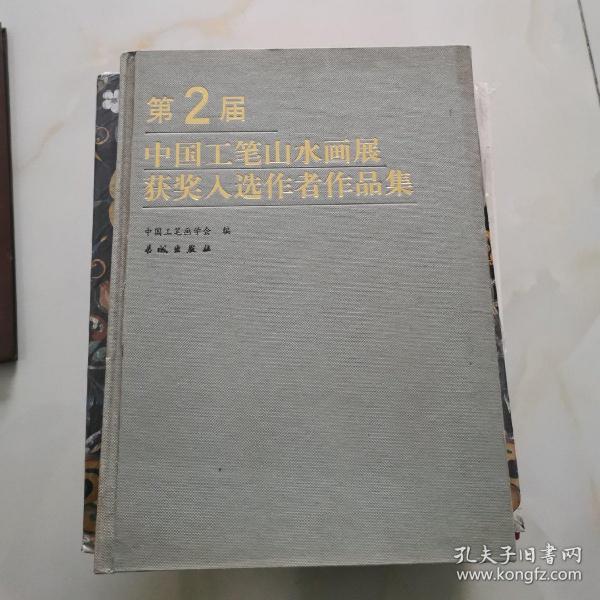 第2届
中国工笔山水画展
获奖入选作者作品集
中国工笔画学会 编
长城出版社
孔夫子旧书网
www.kongfz.com